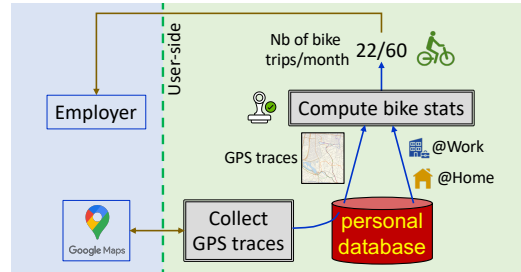 User-side
Nb of bike
trips/month
22/60
Employer
Compute bike stats
GPS traces
@Work
@Home
Google Maps
Collect
GPS traces
personal
database